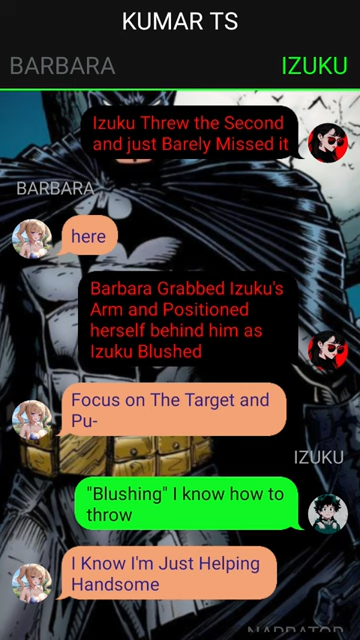 KUMAR TS
BARBARA
IZUKU
Izuku Threw the Second
and just Barely Missed it
BARBARA
here
Barbara Grabbed Izuku's
Arm and Positioned
herself behind him as
Izuku Blushed
Focus on The Target and
Pu-
IZUKU
"Blushing" I know how to
throw
I Know I'm Just Helping
Handsome
NARRATOR